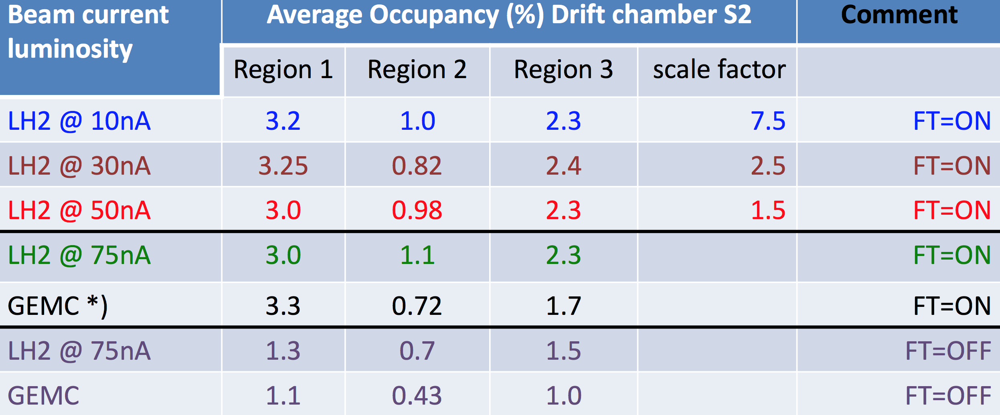 Beam current luminosity Average Occupancy (%) Drift chamber S2 Comment
Region 1 Region 2 Region 3 scale factor
LH2 @ 10nA 3.2 1.0 2.3 7.5 FT=ON
LH2 @ 30nA 3.25 0.82 2.4 2.5 FT=ON
LH2 @ 50nA 3.0 0.98 2.3 1.5 FT=ON
LH2 @ 75nA 3.0 1.1 2.3 FT=ON
GEMC *) 3.3 0.72 1.7 FT=ON
LH2 @ 75nA 1.3 0.7 1.5 FT=OFF
GEMC 1.1 0.43 1.0 FT=OFF